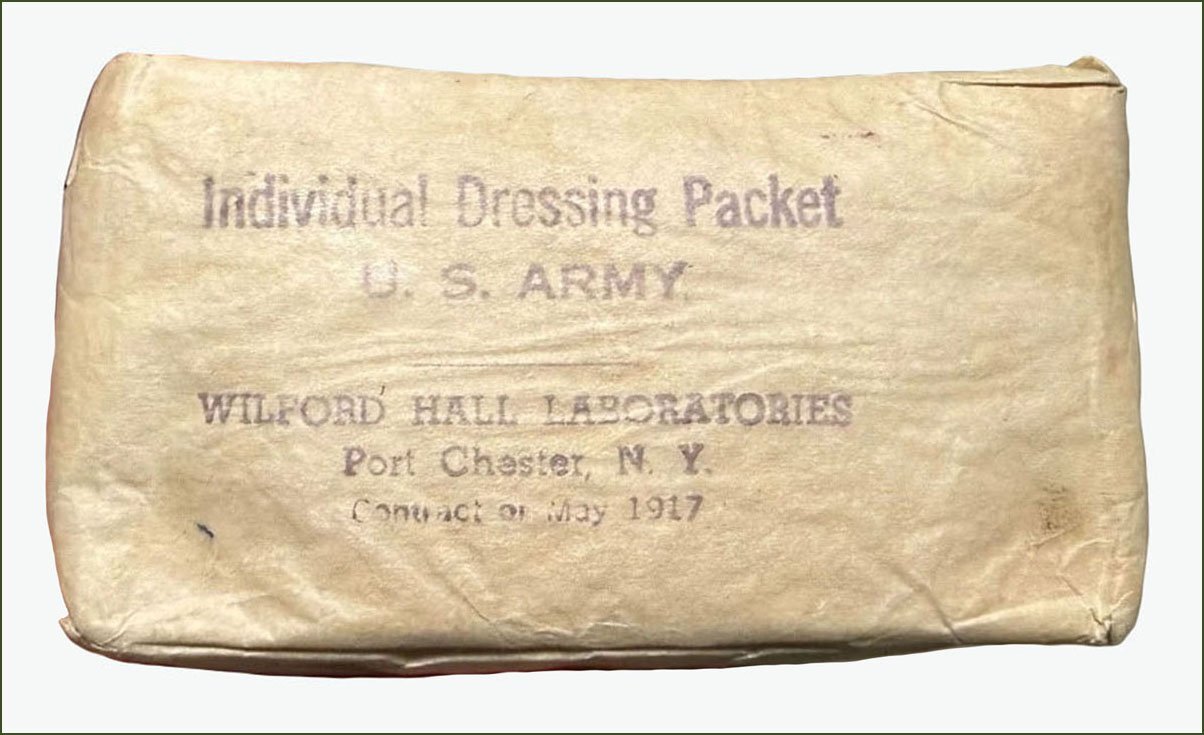 Individual Dressing Packet
U. S. ARMY.
WILFORD HALL LABORATORIES
Port Chester, N. Y.
Contract of May 1917